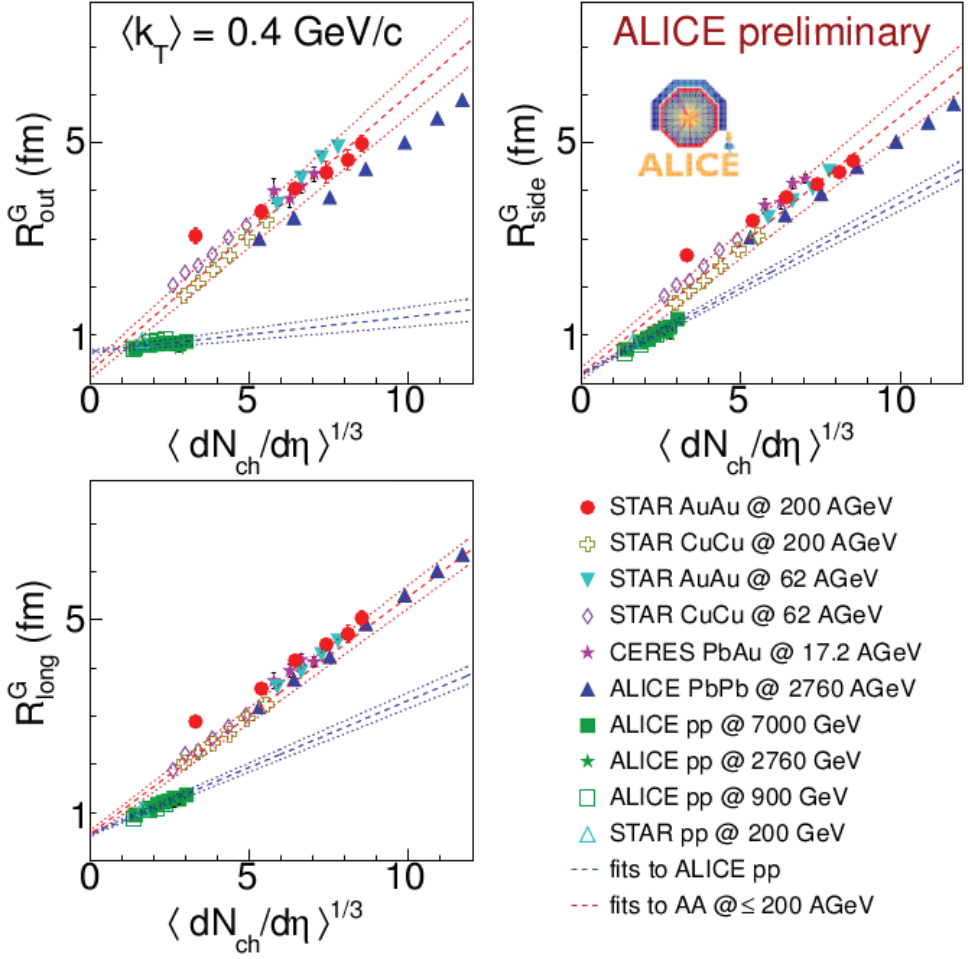 ⟨k_T⟩ = 0.4 GeV/c
R^G_out (fm)
5
1
0 5 10
⟨ dN_ch/dη ⟩^1/3
ALICE preliminary
ALICE
R^G_side (fm)
5
1
0 5 10
⟨ dN_ch/dη ⟩^1/3
R^G_long (fm)
5
1
0 5 10
⟨ dN_ch/dη ⟩^1/3
STAR AuAu @ 200 AGeV
STAR CuCu @ 200 AGeV
STAR AuAu @ 62 AGeV
STAR CuCu @ 62 AGeV
CERES PbAu @ 17.2 AGeV
ALICE PbPb @ 2760 AGeV
ALICE pp @ 7000 GeV
ALICE pp @ 2760 GeV
ALICE pp @ 900 GeV
STAR pp @ 200 GeV
fits to ALICE pp
fits to AA @ ≤ 200 AGeV